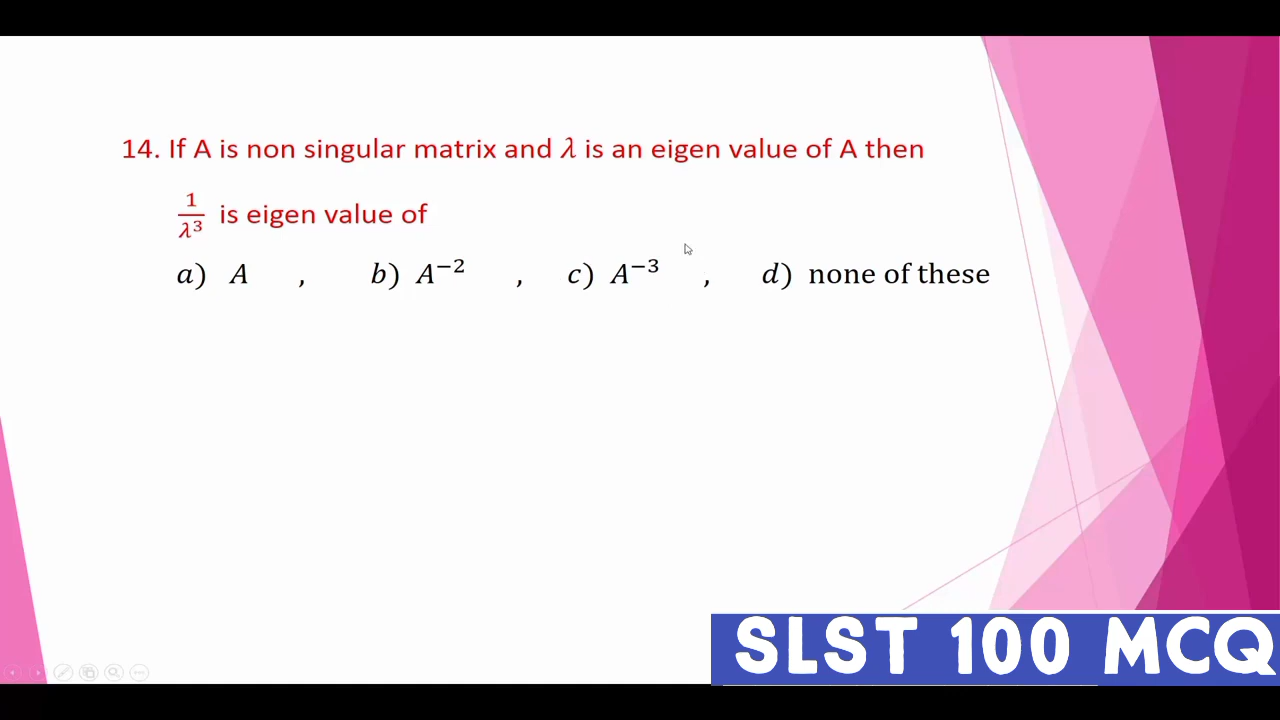 14. If A is non singular matrix and λ is an eigen value of A then
1/λ³ is eigen value of
a) A , b) A⁻² , c) A⁻³ , d) none of these
SLST 100 MCQ